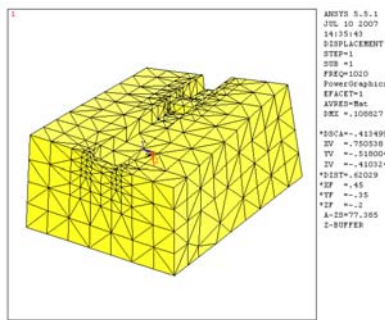 1
ANSYS 5.5.1
JUL 10 2007
14:35:43
DISPLACEMENT
STEP=1
SUB =1
FREQ=1020
PowerGraphics
EFACET=1
AVRES=Mat
DMX =.108827
*DSCA=-.413495
XV =.750538
YV =-.518004
ZV =-.410324
*DIST=.62029
*XF =.45
*YF =-.35
*ZF =-.2
A-ZS=77.385
Z-BUFFER